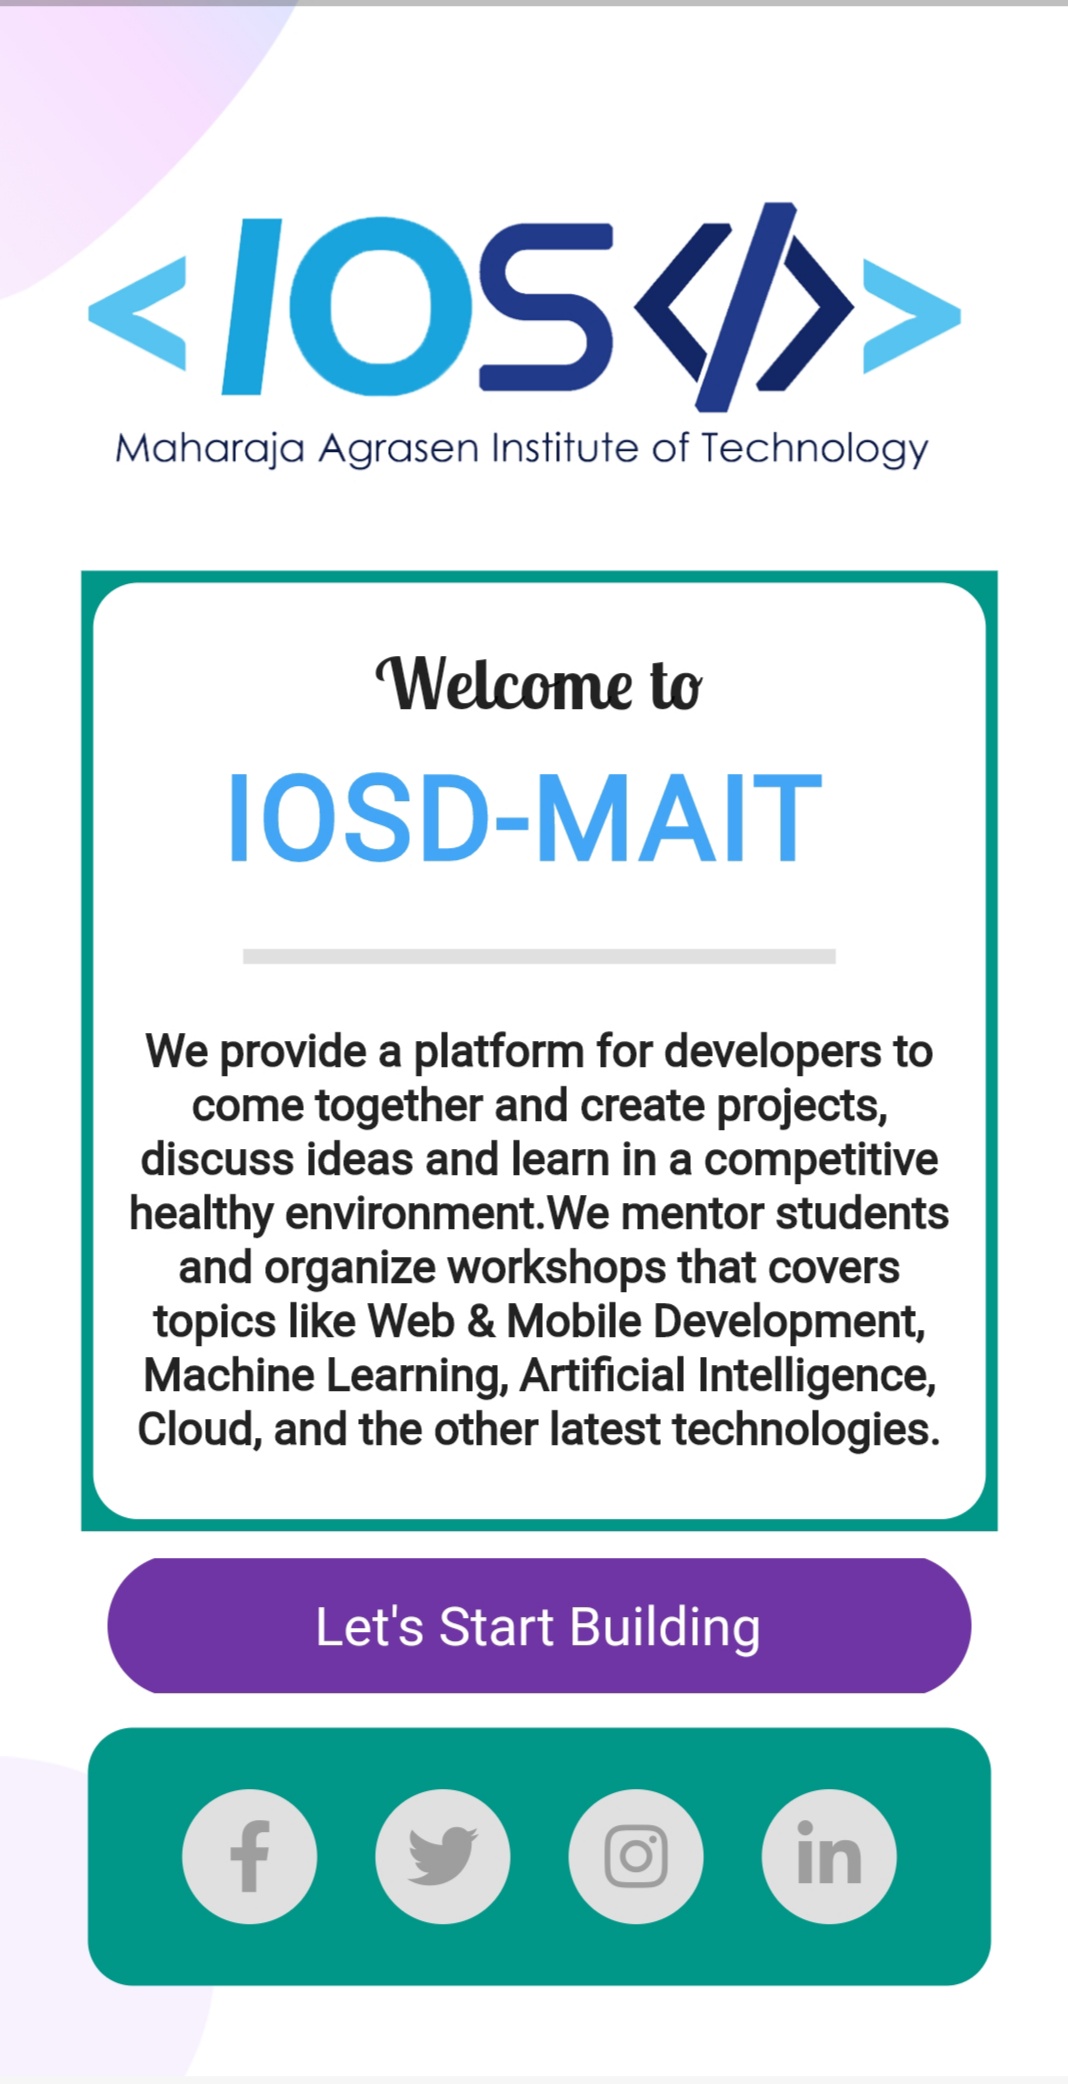 <IOS</>>
Maharaja Agrasen Institute of Technology
Welcome to
IOSD-MAIT
We provide a platform for developers to
come together and create projects,
discuss ideas and learn in a competitive
healthy environment.We mentor students
and organize workshops that covers
topics like Web & Mobile Development,
Machine Learning, Artificial Intelligence,
Cloud, and the other latest technologies.
Let's Start Building